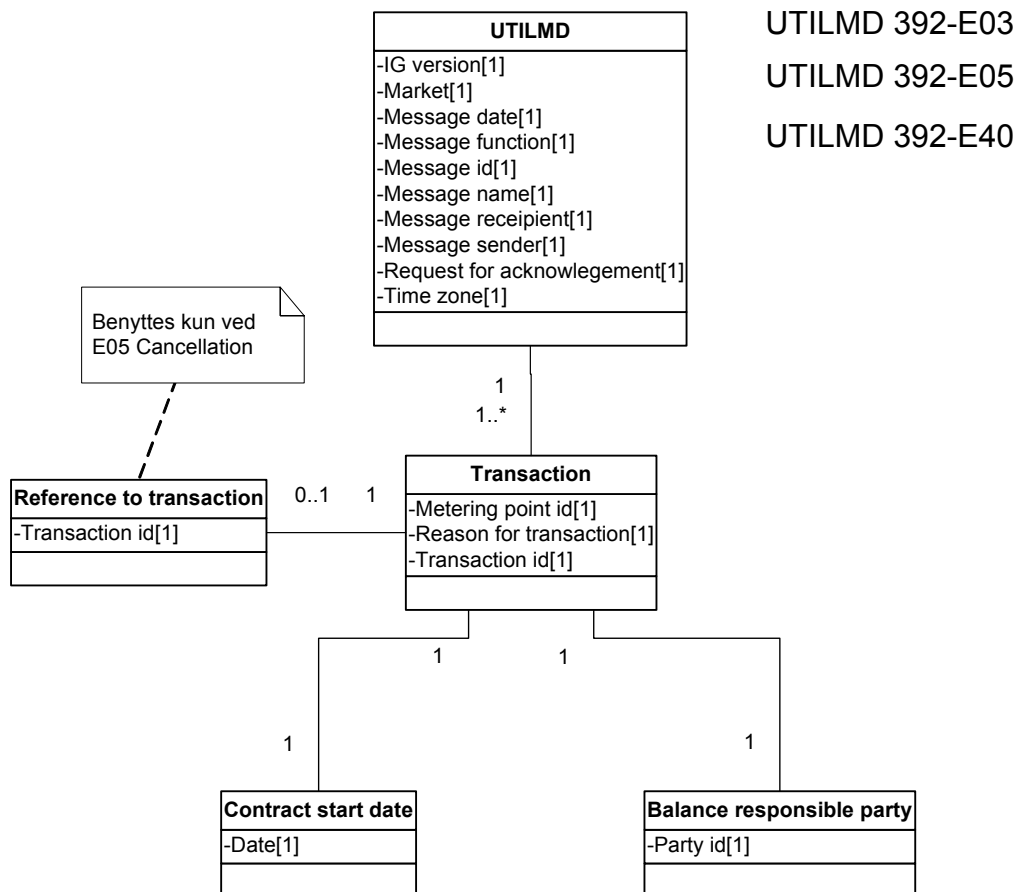 UTILMD
-IG version[1]
-Market[1]
-Message date[1]
-Message function[1]
-Message id[1]
-Message name[1]
-Message receipient[1]
-Message sender[1]
-Request for acknowlegement[1]
-Time zone[1]
UTILMD 392-E03
UTILMD 392-E05
UTILMD 392-E40
Benyttes kun ved
E05 Cancellation
1
1..*
Reference to transaction
-Transaction id[1]
0..1 1
Transaction
-Metering point id[1]
-Reason for transaction[1]
-Transaction id[1]
1 1
1 1
Contract start date
-Date[1]
Balance responsible party
-Party id[1]